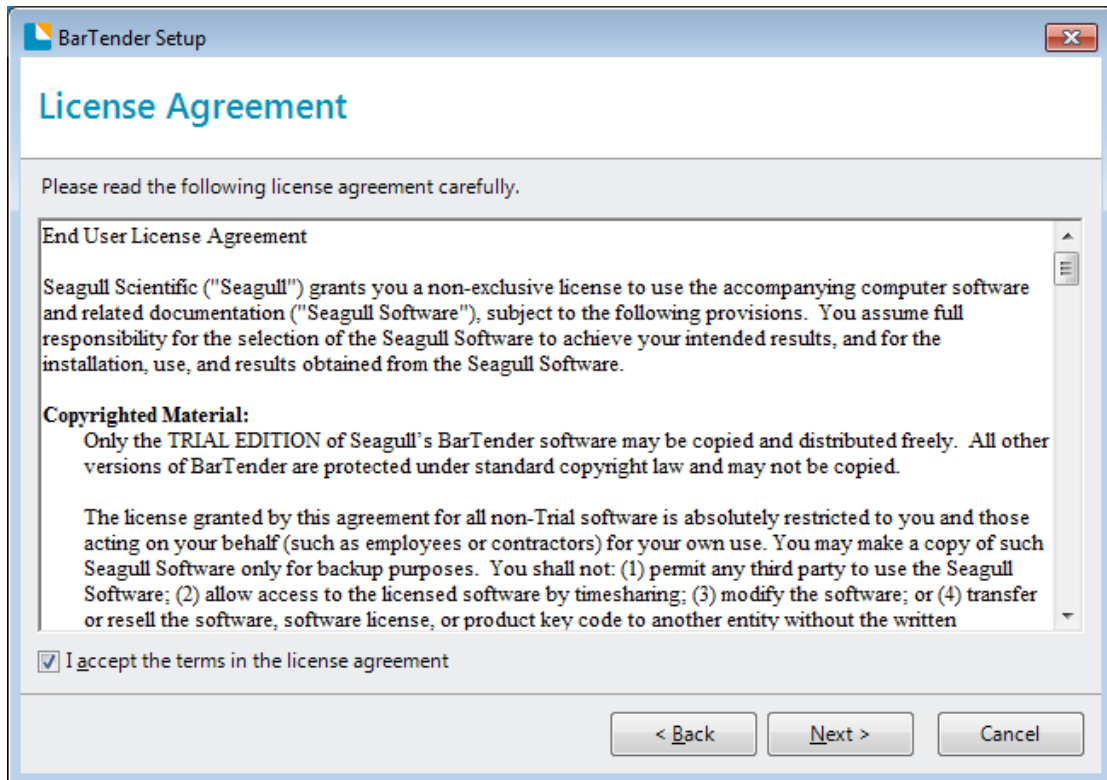 BarTender Setup
License Agreement
Please read the following license agreement carefully.
End User License Agreement
Seagull Scientific ("Seagull") grants you a non-exclusive license to use the accompanying computer software
and related documentation ("Seagull Software"), subject to the following provisions.  You assume full
responsibility for the selection of the Seagull Software to achieve your intended results, and for the
installation, use, and results obtained from the Seagull Software.
Copyrighted Material:
Only the TRIAL EDITION of Seagull's BarTender software may be copied and distributed freely.  All other
versions of BarTender are protected under standard copyright law and may not be copied.
The license granted by this agreement for all non-Trial software is absolutely restricted to you and those
acting on your behalf (such as employees or contractors) for your own use. You may make a copy of such
Seagull Software only for backup purposes.  You shall not: (1) permit any third party to use the Seagull
Software; (2) allow access to the licensed software by timesharing; (3) modify the software; or (4) transfer
or resell the software, software license, or product key code to another entity without the written
I accept the terms in the license agreement
< Back
Next >
Cancel